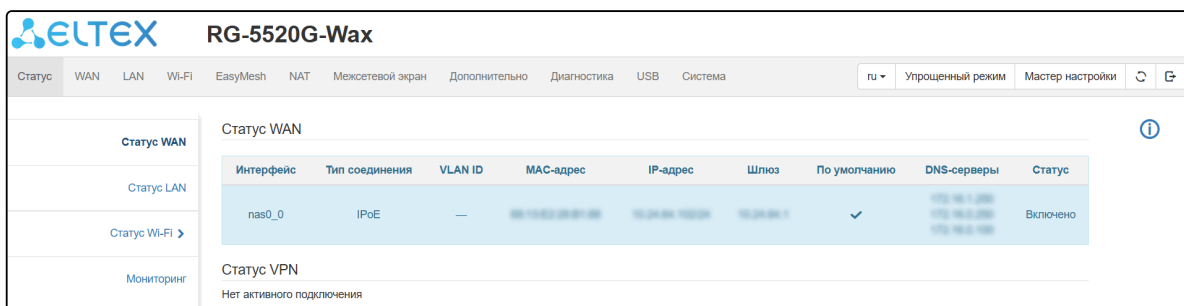 ELTEX RG-5520G-Wax
Статус WAN LAN Wi-Fi EasyMesh NAT Межсетевой экран Дополнительно Диагностика USB Система ru Упрощенный режим Мастер настройки
Статус WAN
Статус LAN
Статус Wi-Fi
Мониторинг
Статус WAN
Интерфейс Тип соединения VLAN ID MAC-адрес IP-адрес Шлюз По умолчанию DNS-серверы Статус
nas0_0 IPoE — Включено
Статус VPN
Нет активного подключения